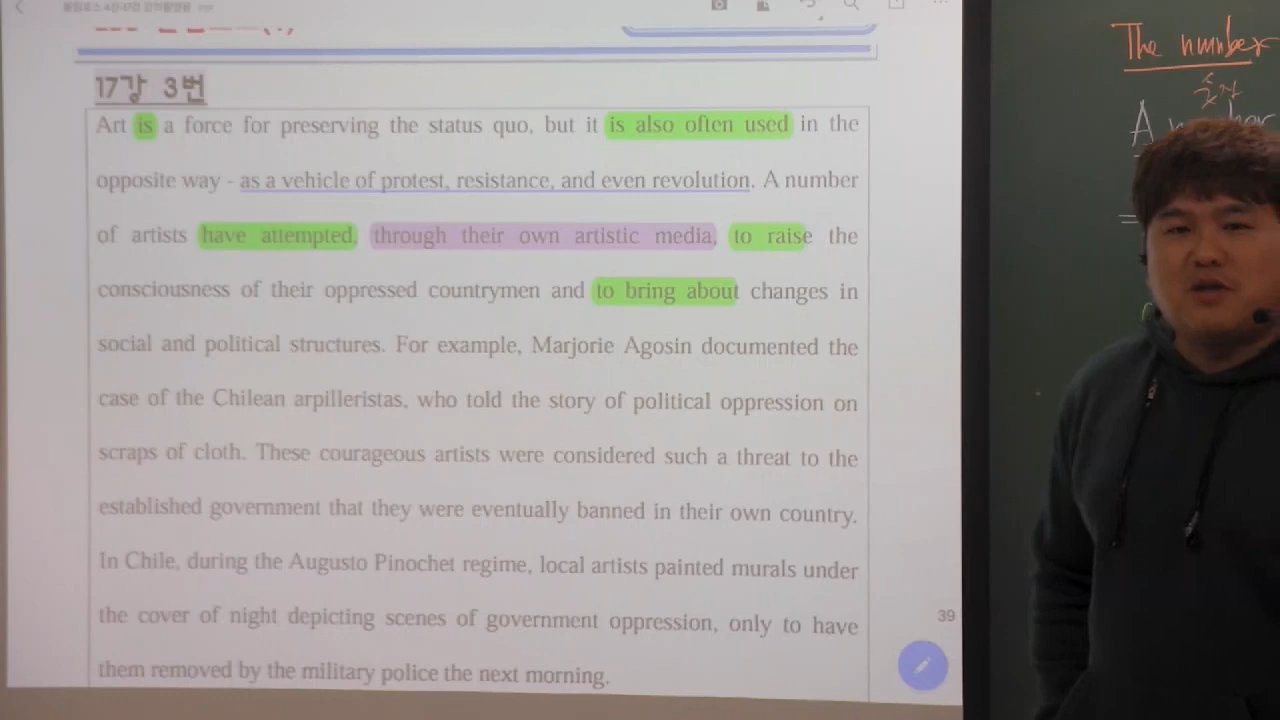 17강 3번
Art is a force for preserving the status quo, but it is also often used in the
opposite way - as a vehicle of protest, resistance, and even revolution. A number
of artists have attempted, through their own artistic media, to raise the
consciousness of their oppressed countrymen and to bring about changes in
social and political structures. For example, Marjorie Agosin documented the
case of the Chilean arpilleristas, who told the story of political oppression on
scraps of cloth. These courageous artists were considered such a threat to the
established government that they were eventually banned in their own country.
In Chile, during the Augusto Pinochet regime, local artists painted murals under
the cover of night depicting scenes of government oppression, only to have
them removed by the military police the next morning.
39
The number
숫자
A
=